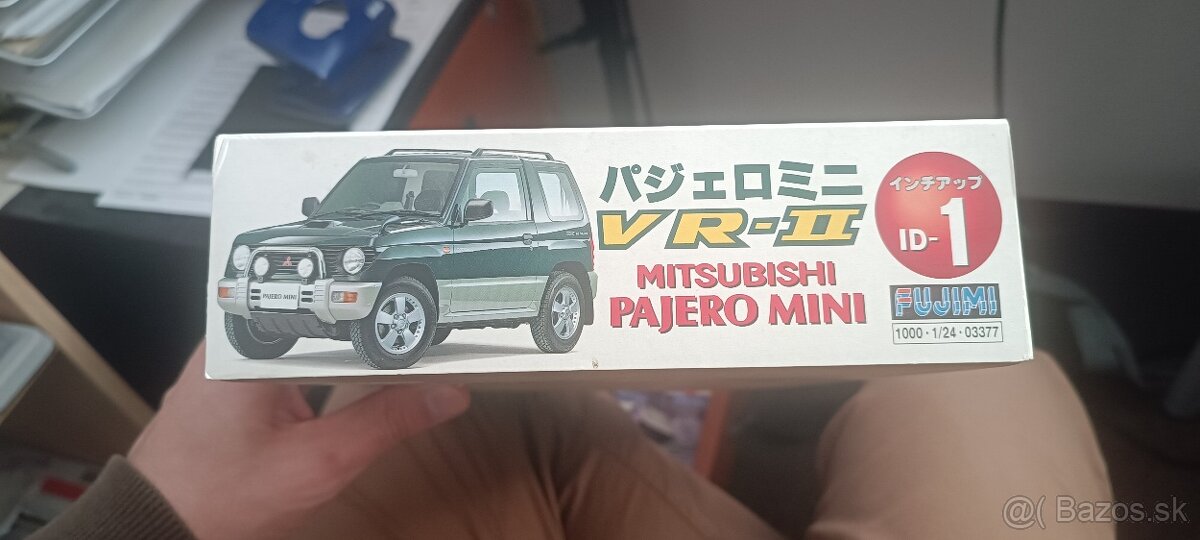 パジェロミニ
VR-II
MITSUBISHI
PAJERO MINI
インチアップ
ID-1
FUJIMI
1000・1/24・03377
PAJERO MINI
@( Bazos.sk